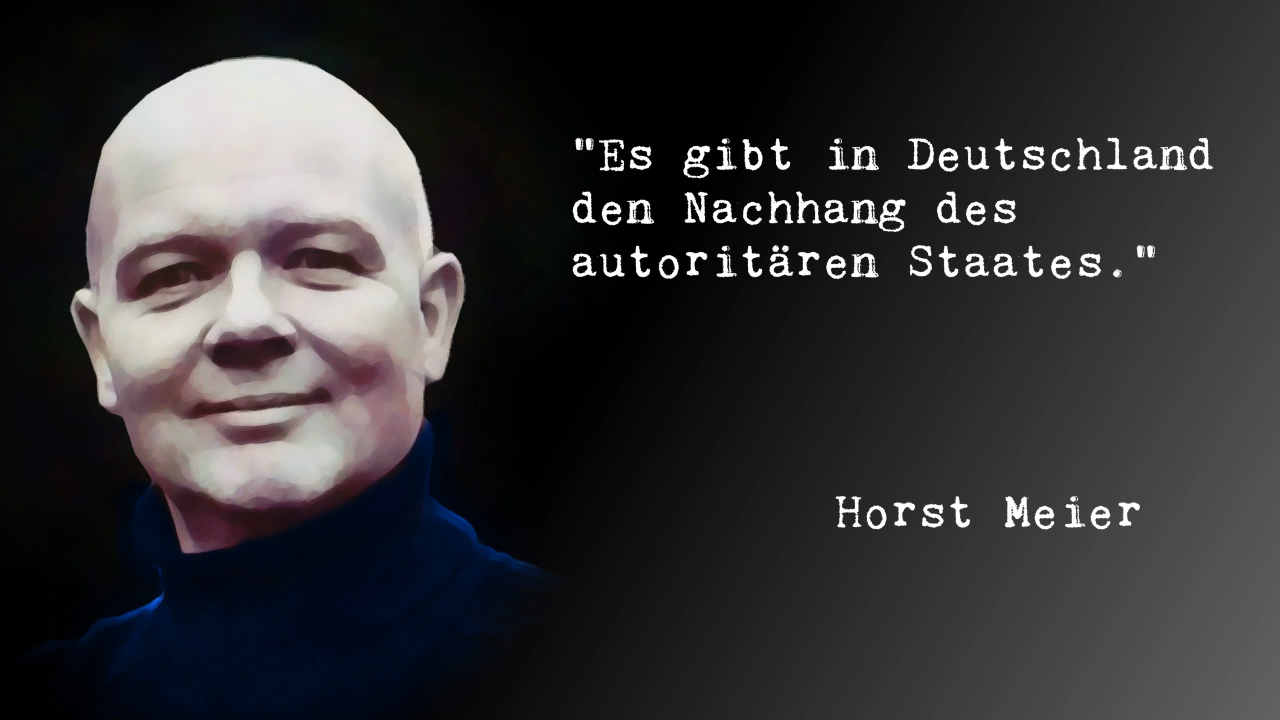 "Es gibt in Deutschland
den Nachhang des
autoritären Staates."
Horst Meier